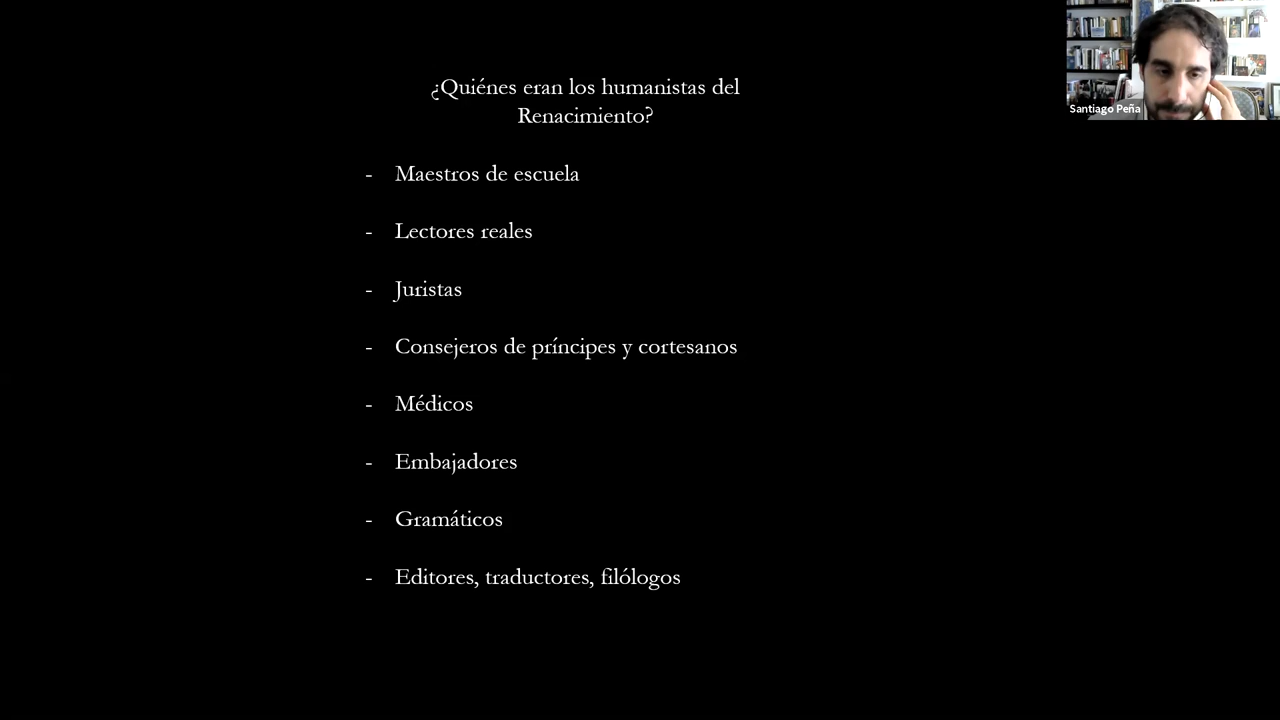 ¿Quiénes eran los humanistas del
Renacimiento?
- Maestros de escuela
- Lectores reales
- Juristas
- Consejeros de príncipes y cortesanos
- Médicos
- Embajadores
- Gramáticos
- Editores, traductores, filólogos
Santiago Peña